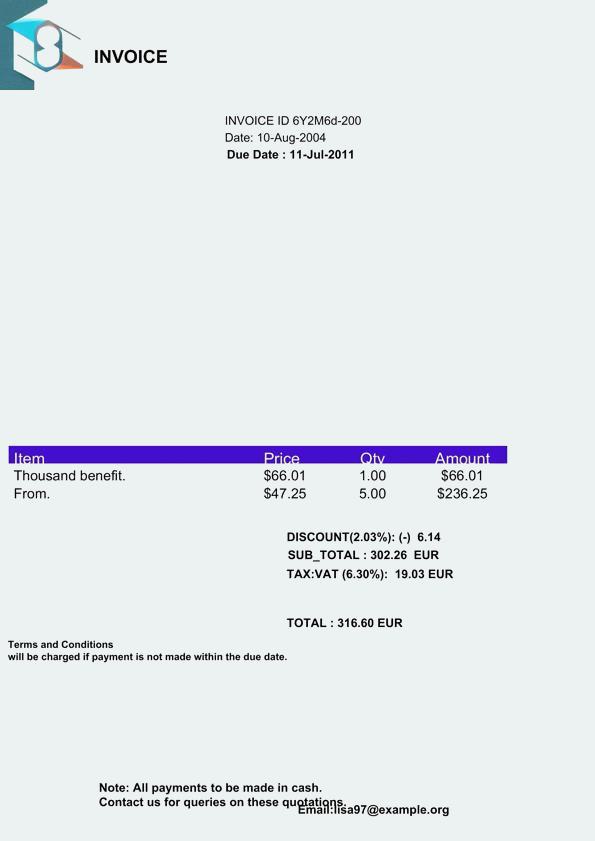 INVOICE
INVOICE ID 6Y2M6d-200
Date: 10-Aug-2004
Due Date : 11-Jul-2011
Item Price Qty Amount
Thousand benefit. $66.01 1.00 $66.01
From. $47.25 5.00 $236.25
DISCOUNT(2.03%): (-) 6.14
SUB_TOTAL : 302.26 EUR
TAX:VAT (6.30%): 19.03 EUR
TOTAL : 316.60 EUR
Terms and Conditions
will be charged if payment is not made within the due date.
Note: All payments to be made in cash.
Contact us for queries on these quotations.
Email:lisa97@example.org